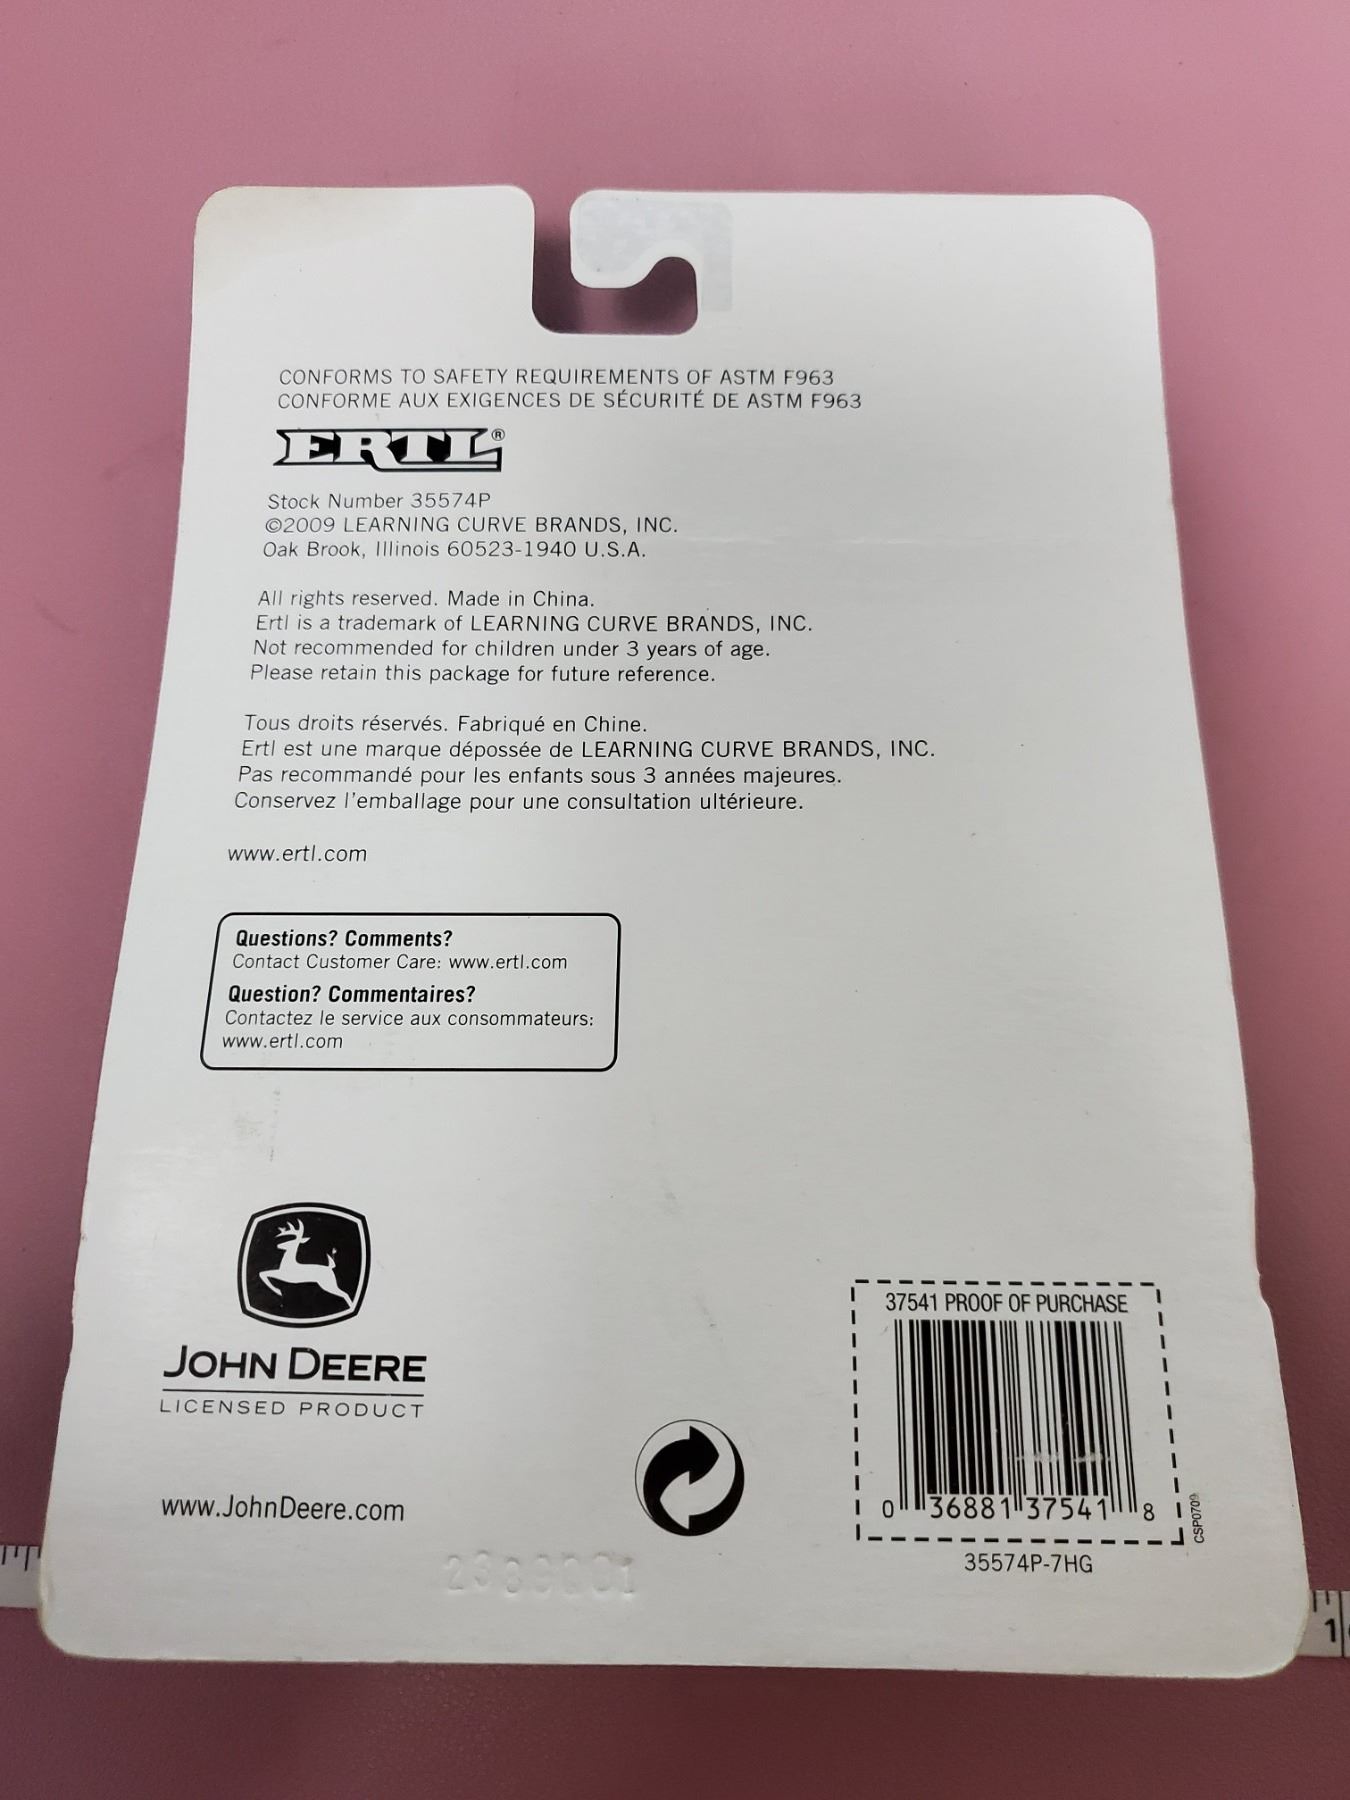 CONFORMS TO SAFETY REQUIREMENTS OF ASTM F963
CONFORME AUX EXIGENCES DE SÉCURITÉ DE ASTM F963
ERTL®
Stock Number 35574P
©2009 LEARNING CURVE BRANDS, INC.
Oak Brook, Illinois 60523-1940 U.S.A.
All rights reserved. Made in China.
Ertl is a trademark of LEARNING CURVE BRANDS, INC.
Not recommended for children under 3 years of age.
Please retain this package for future reference.
Tous droits réservés. Fabriqué en Chine.
Ertl est une marque dépossée de LEARNING CURVE BRANDS, INC.
Pas recommandé pour les enfants sous 3 années majeures.
Conservez l'emballage pour une consultation ultérieure.
www.ertl.com
Questions? Comments?
Contact Customer Care: www.ertl.com
Question? Commentaires?
Contactez le service aux consommateurs:
www.ertl.com
JOHN DEERE
LICENSED PRODUCT
www.JohnDeere.com
37541 PROOF OF PURCHASE
0 36881 37541 8
CSP0709
35574P-7HG